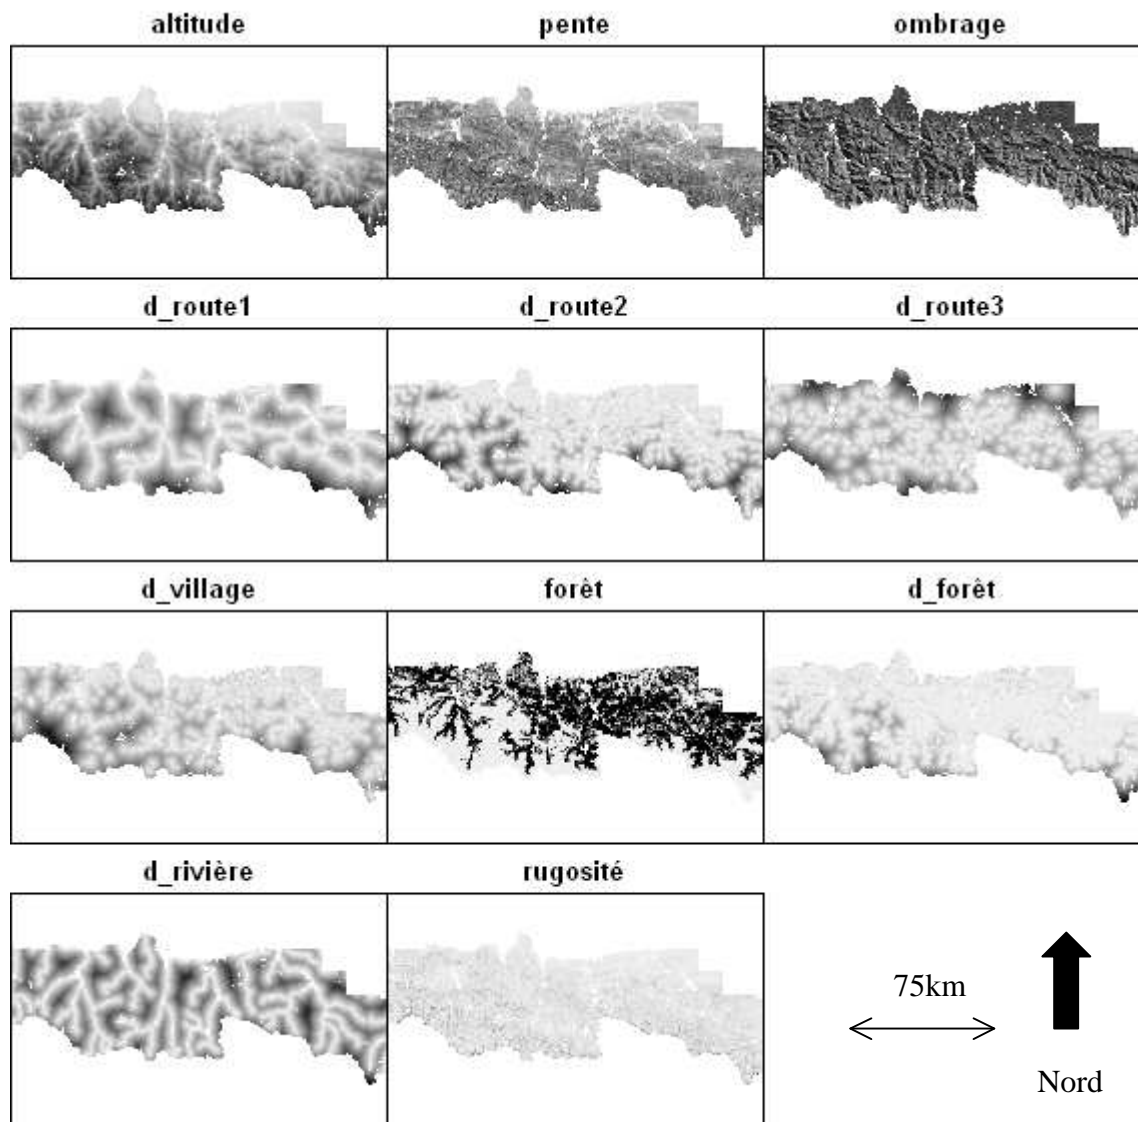 altitude pente ombrage
d_route1 d_route2 d_route3
d_village forêt d_forêt
d_rivière rugosité
75km
Nord